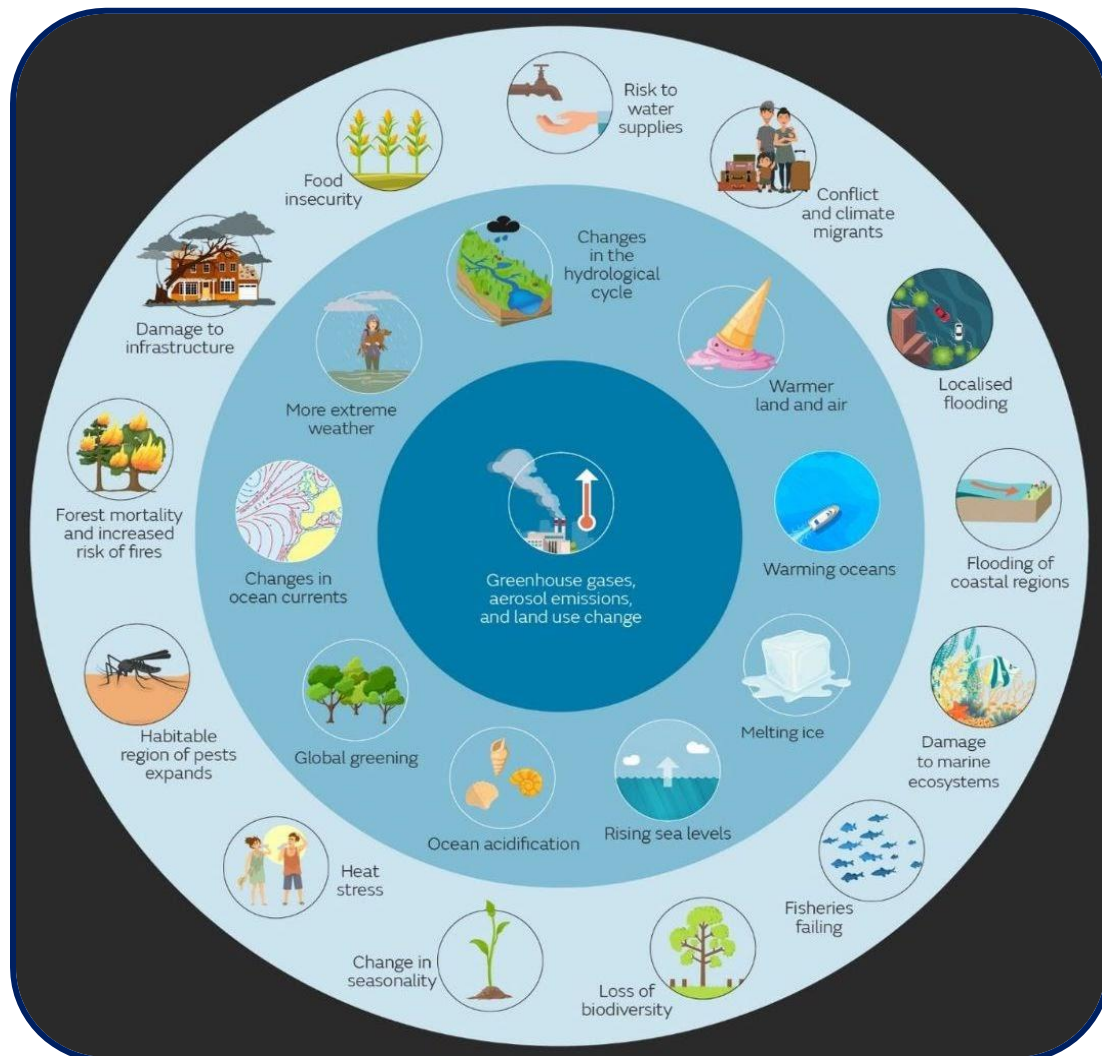 Risk to
water
supplies
Food
insecurity
Conflict
and climate
migrants
Damage to
infrastructure
Localised
flooding
Forest mortality
and increased
risk of fires
Flooding of
coastal regions
Habitable
region of pests
expands
Damage
to marine
ecosystems
Heat
stress
Fisheries
failing
Change in
seasonality
Loss of
biodiversity
Changes
in the
hydrological
cycle
More extreme
weather
Warmer
land and air
Changes in
ocean currents
Warming oceans
Global greening
Melting ice
Ocean acidification
Rising sea levels
Greenhouse gases,
aerosol emissions,
and land use change